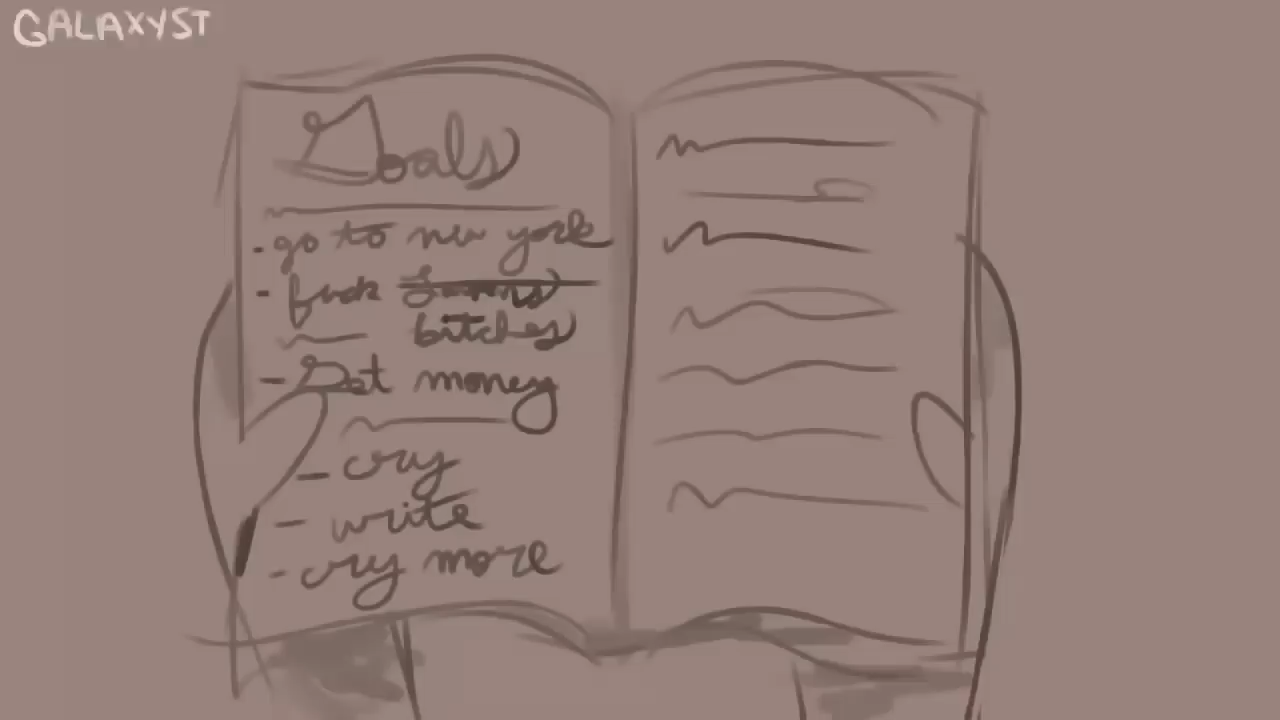 GALAXYST
Goals
- go to new york
- fuck
bitches
- Get money
- cry
- write
- cry more